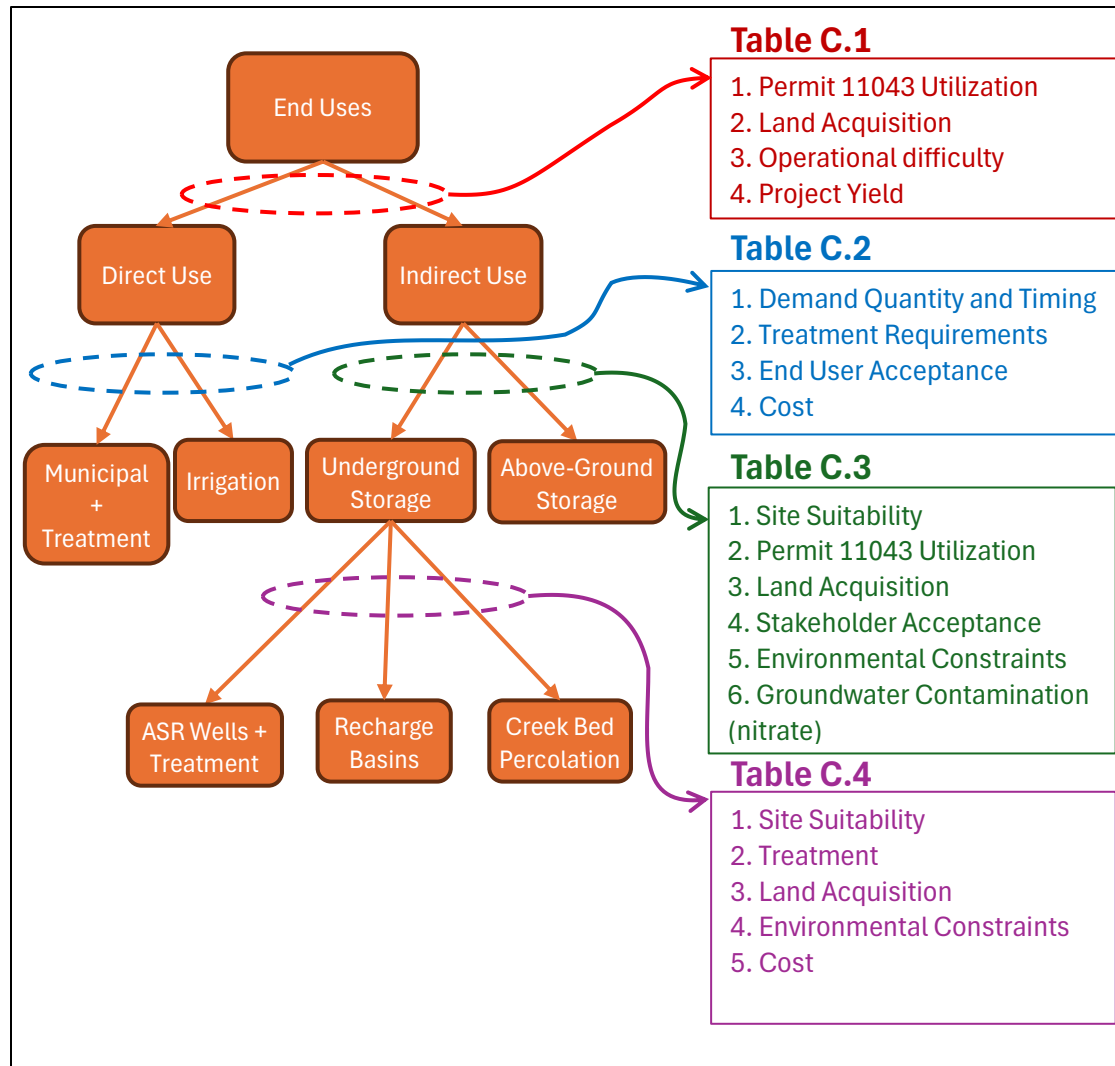 End Uses
Direct Use
Indirect Use
Municipal
+
Treatment
Irrigation
Underground
Storage
Above-Ground
Storage
ASR Wells +
Treatment
Recharge
Basins
Creek Bed
Percolation
Table C.1
1. Permit 11043 Utilization
2. Land Acquisition
3. Operational difficulty
4. Project Yield
Table C.2
1. Demand Quantity and Timing
2. Treatment Requirements
3. End User Acceptance
4. Cost
Table C.3
1. Site Suitability
2. Permit 11043 Utilization
3. Land Acquisition
4. Stakeholder Acceptance
5. Environmental Constraints
6. Groundwater Contamination
(nitrate)
Table C.4
1. Site Suitability
2. Treatment
3. Land Acquisition
4. Environmental Constraints
5. Cost